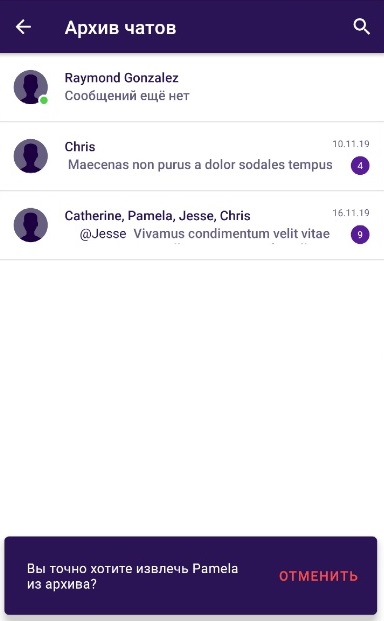 Архив чатов
Raymond Gonzalez
Сообщений ещё нет
Chris
10.11.19
Maecenas non purus a dolor sodales tempus
4
Catherine, Pamela, Jesse, Chris
16.11.19
@Jesse Vivamus condimentum velit vitae
9
Вы точно хотите извлечь Pamela
из архива?
ОТМЕНИТЬ